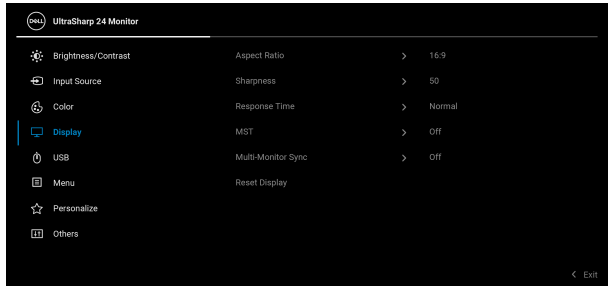 DELL UltraSharp 24 Monitor
Brightness/Contrast Aspect Ratio > 16:9
Input Source Sharpness > 50
Color Response Time > Normal
Display MST > Off
USB Multi-Monitor Sync > Off
Menu Reset Display
Personalize
Others
< Exit